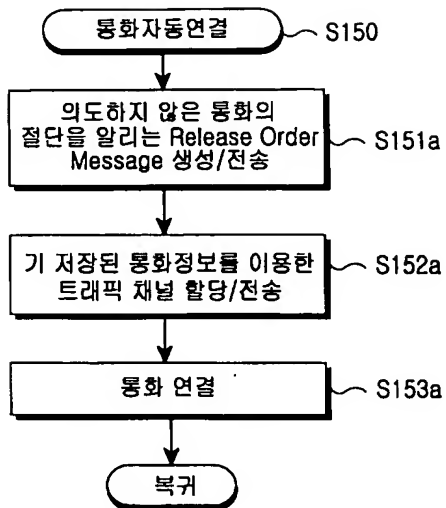 통화자동연결
S150
의도하지 않은 통화의
절단을 알리는 Release Order
Message 생성/전송
S151a
기 저장된 통화정보를 이용한
트래픽 채널 할당/전송
S152a
통화 연결
S153a
복귀